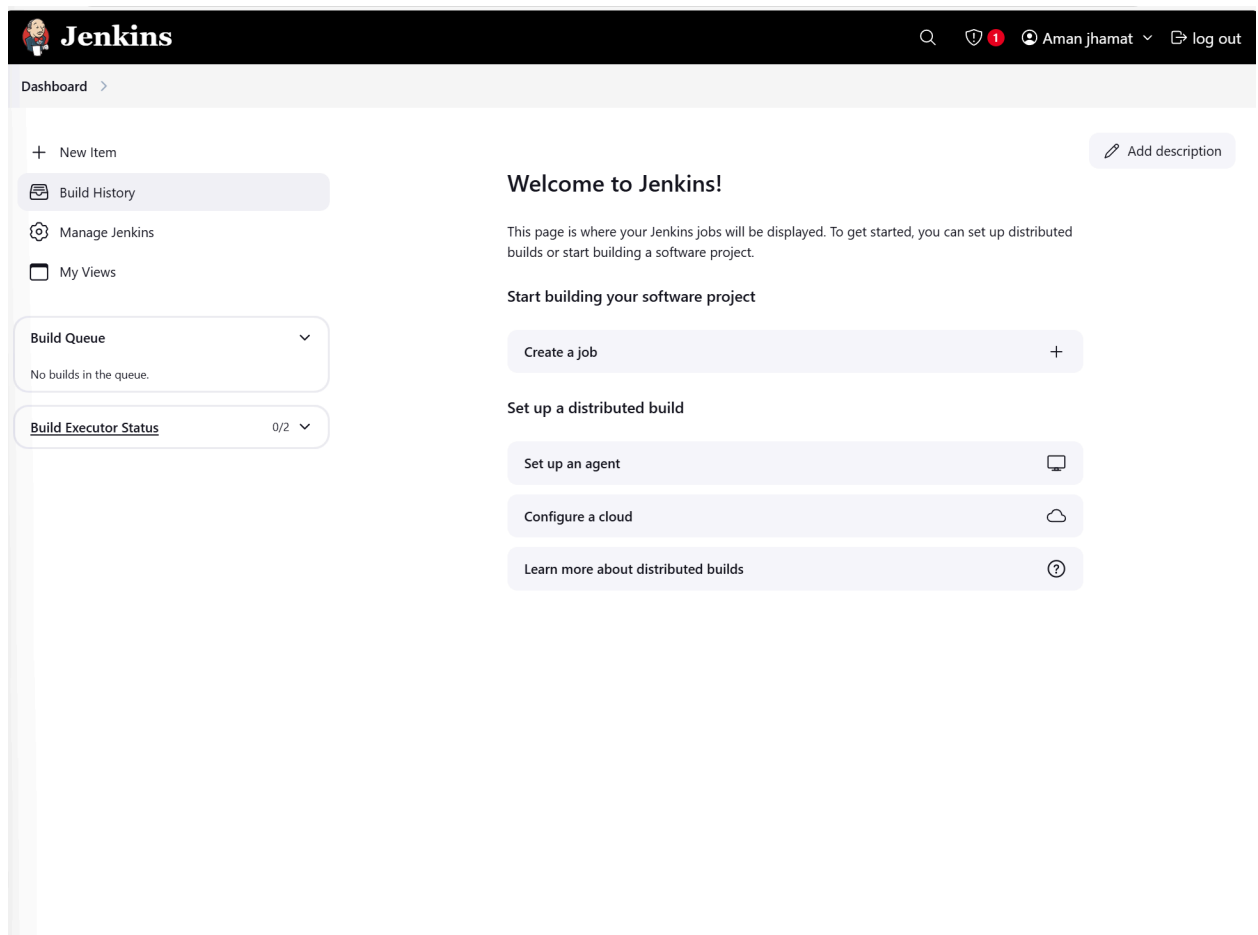 Jenkins
1
Aman jhamat
log out
Dashboard
New Item
Build History
Manage Jenkins
My Views
Build Queue
No builds in the queue.
Build Executor Status
0/2
Add description
Welcome to Jenkins!
This page is where your Jenkins jobs will be displayed. To get started, you can set up distributed
builds or start building a software project.
Start building your software project
Create a job
Set up a distributed build
Set up an agent
Configure a cloud
Learn more about distributed builds